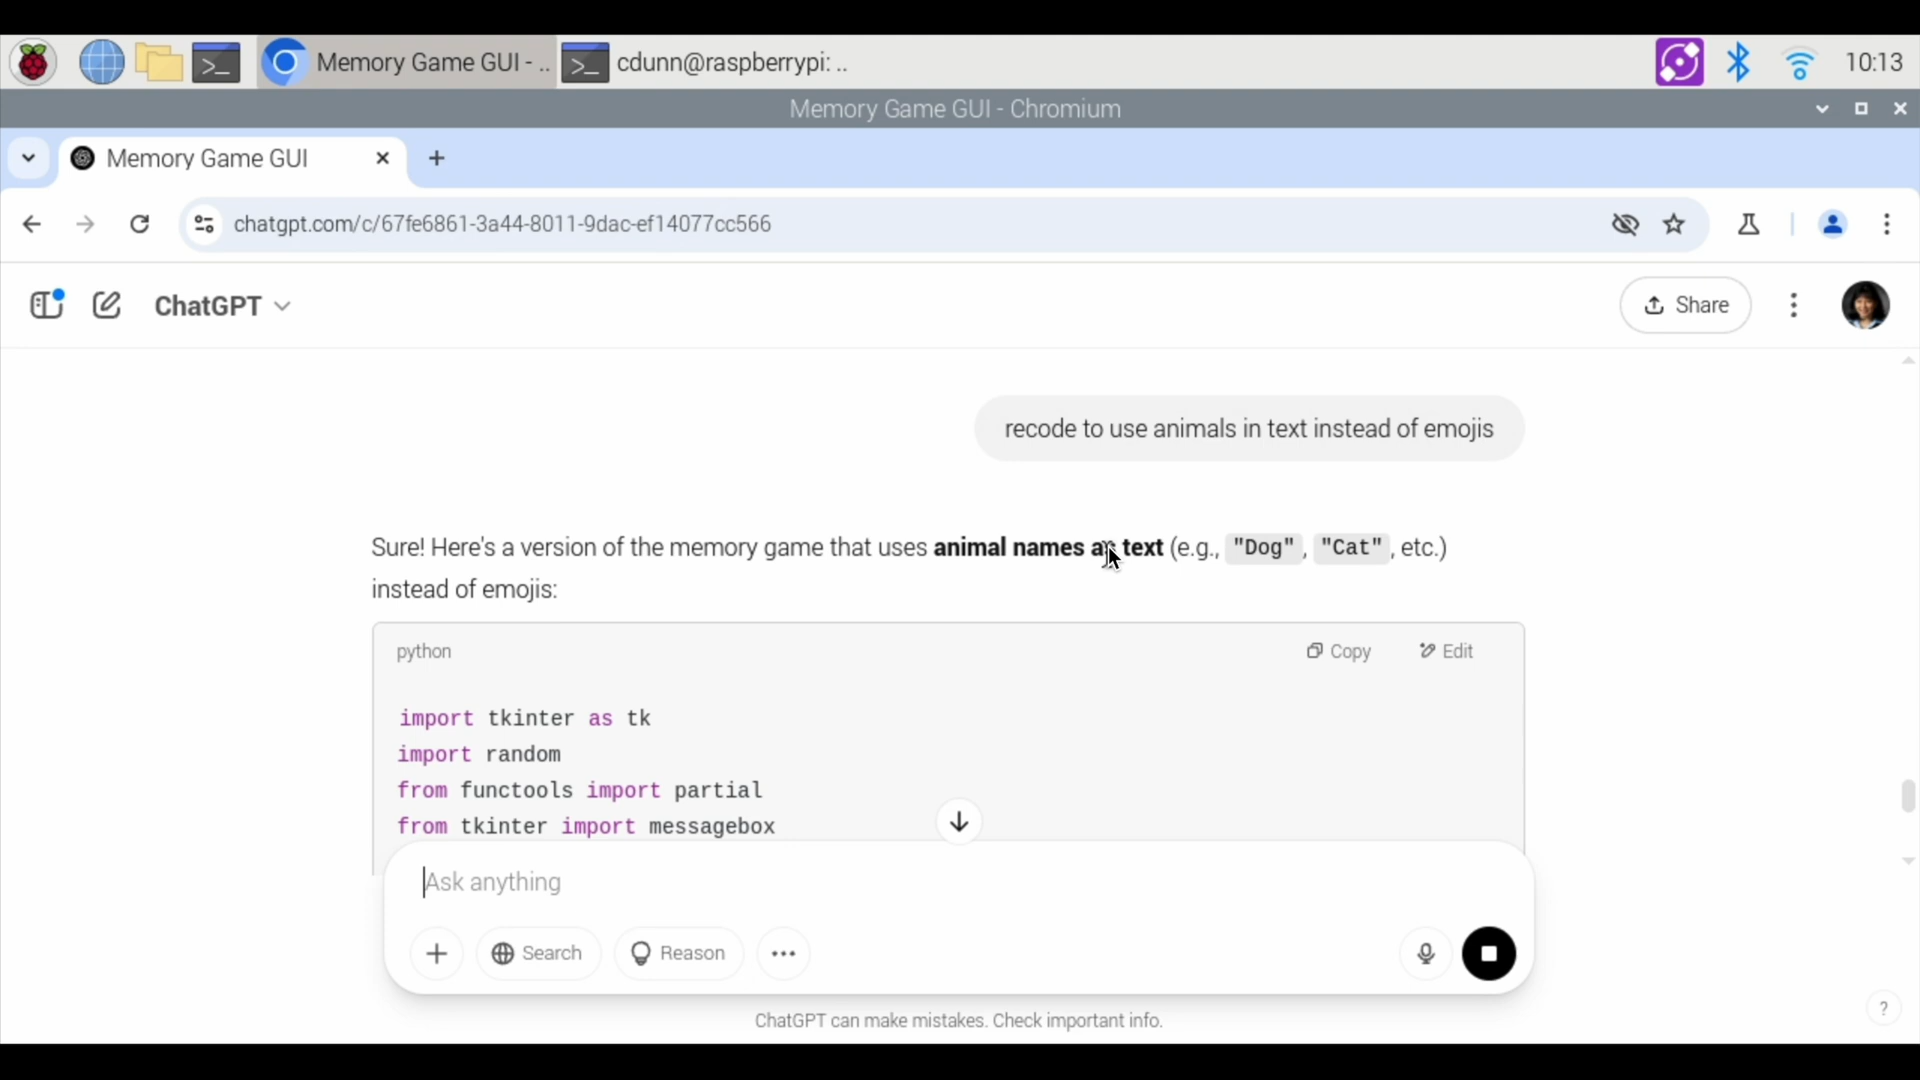 Memory Game GUI - ..
cdunn@raspberrypi: ..
10:13
Memory Game GUI - Chromium
Memory Game GUI
chatgpt.com/c/67fe6861-3a44-8011-9dac-ef14077cc566
ChatGPT
Share
recode to use animals in text instead of emojis
Sure! Here's a version of the memory game that uses animal names as text (e.g., "Dog", "Cat", etc.)
instead of emojis:
python
Copy
Edit
import tkinter as tk
import random
from functools import partial
from tkinter import messagebox
Ask anything
Search
Reason
ChatGPT can make mistakes. Check important info.
?